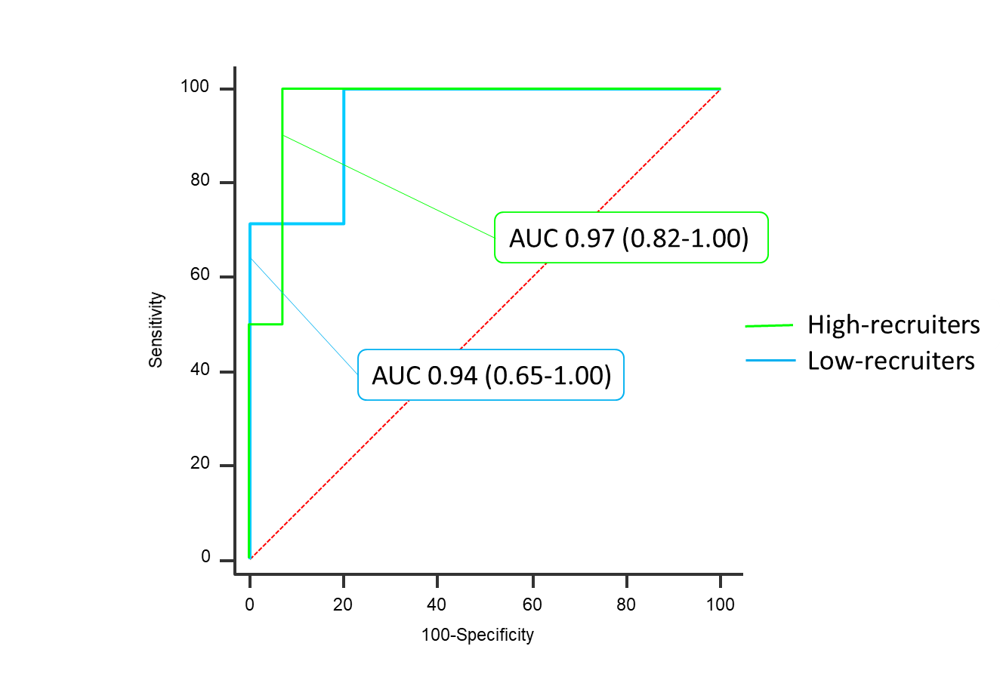 100
80
60
40
20
0
Sensitivity
AUC 0.97 (0.82-1.00)
AUC 0.94 (0.65-1.00)
High-recruiters
Low-recruiters
0 20 40 60 80 100
100-Specificity